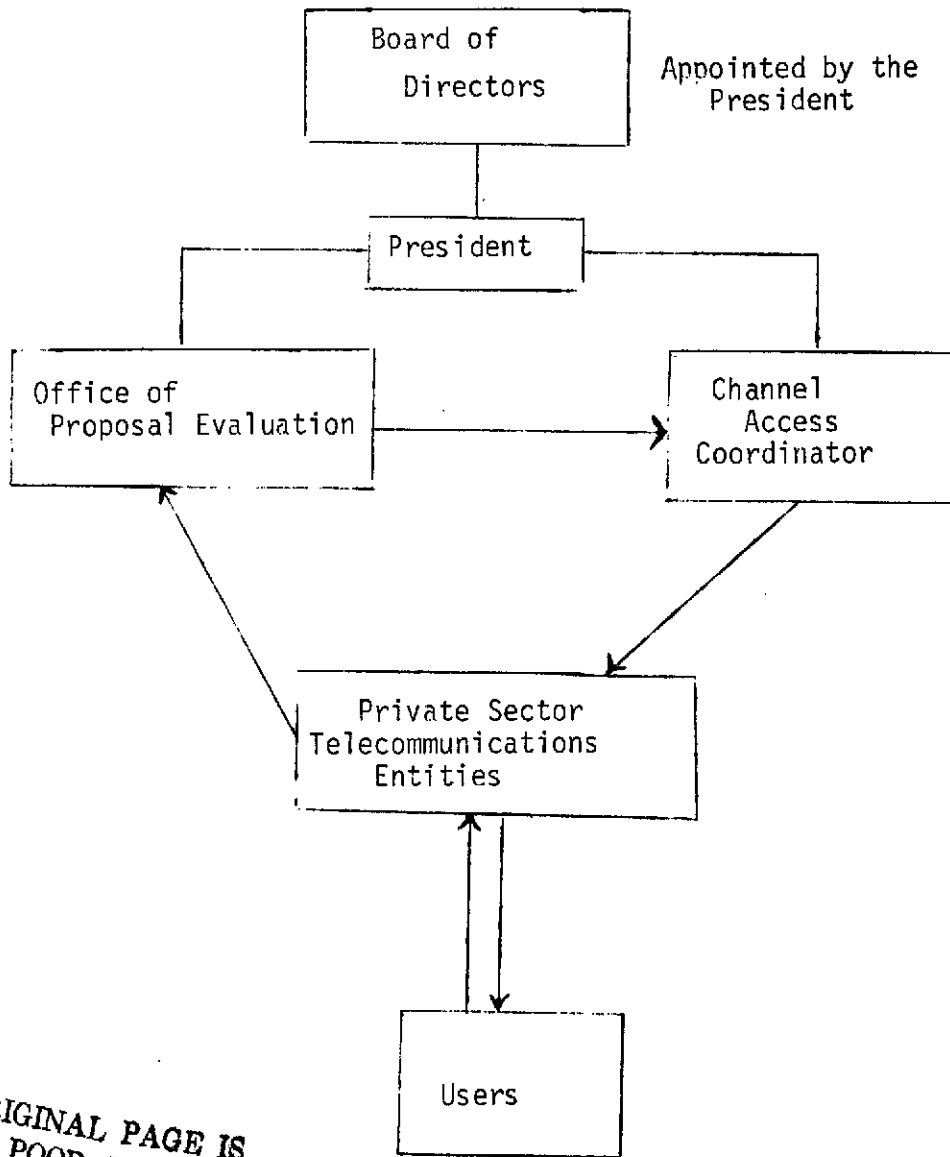 Board of
Directors
Appointed by the
President
President
Office of
Proposal Evaluation
Channel
Access
Coordinator
Private Sector
Telecommunications
Entities
Users
IGINAL PAGE IS
POOR